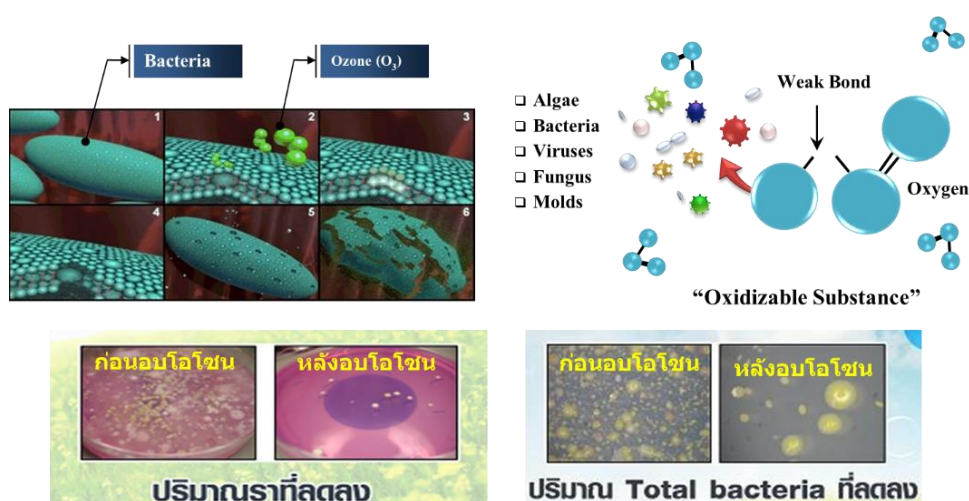 Bacteria
Ozone (O₃)
1
2
3
4
5
6
Weak Bond
❑ Algae
❑ Bacteria
❑ Viruses
❑ Fungus
❑ Molds
Oxygen
“Oxidizable Substance”
ก่อนอบโอโซน
หลังอบโอโซน
ปริมาณราที่ลดลง
ก่อนอบโอโซน
หลังอบโอโซน
ปริมาณ Total bacteria ที่ลดลง